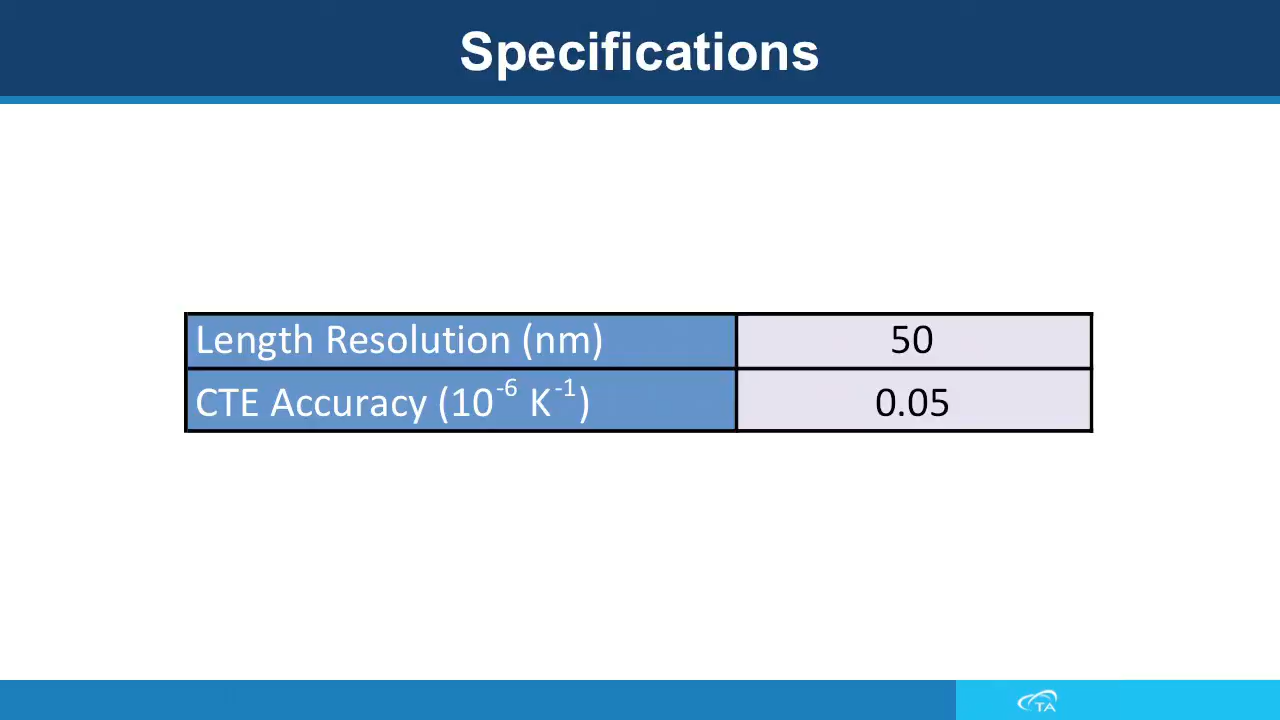 Specifications
Length Resolution (nm) 50
CTE Accuracy (10⁻⁶ K⁻¹) 0.05
TA